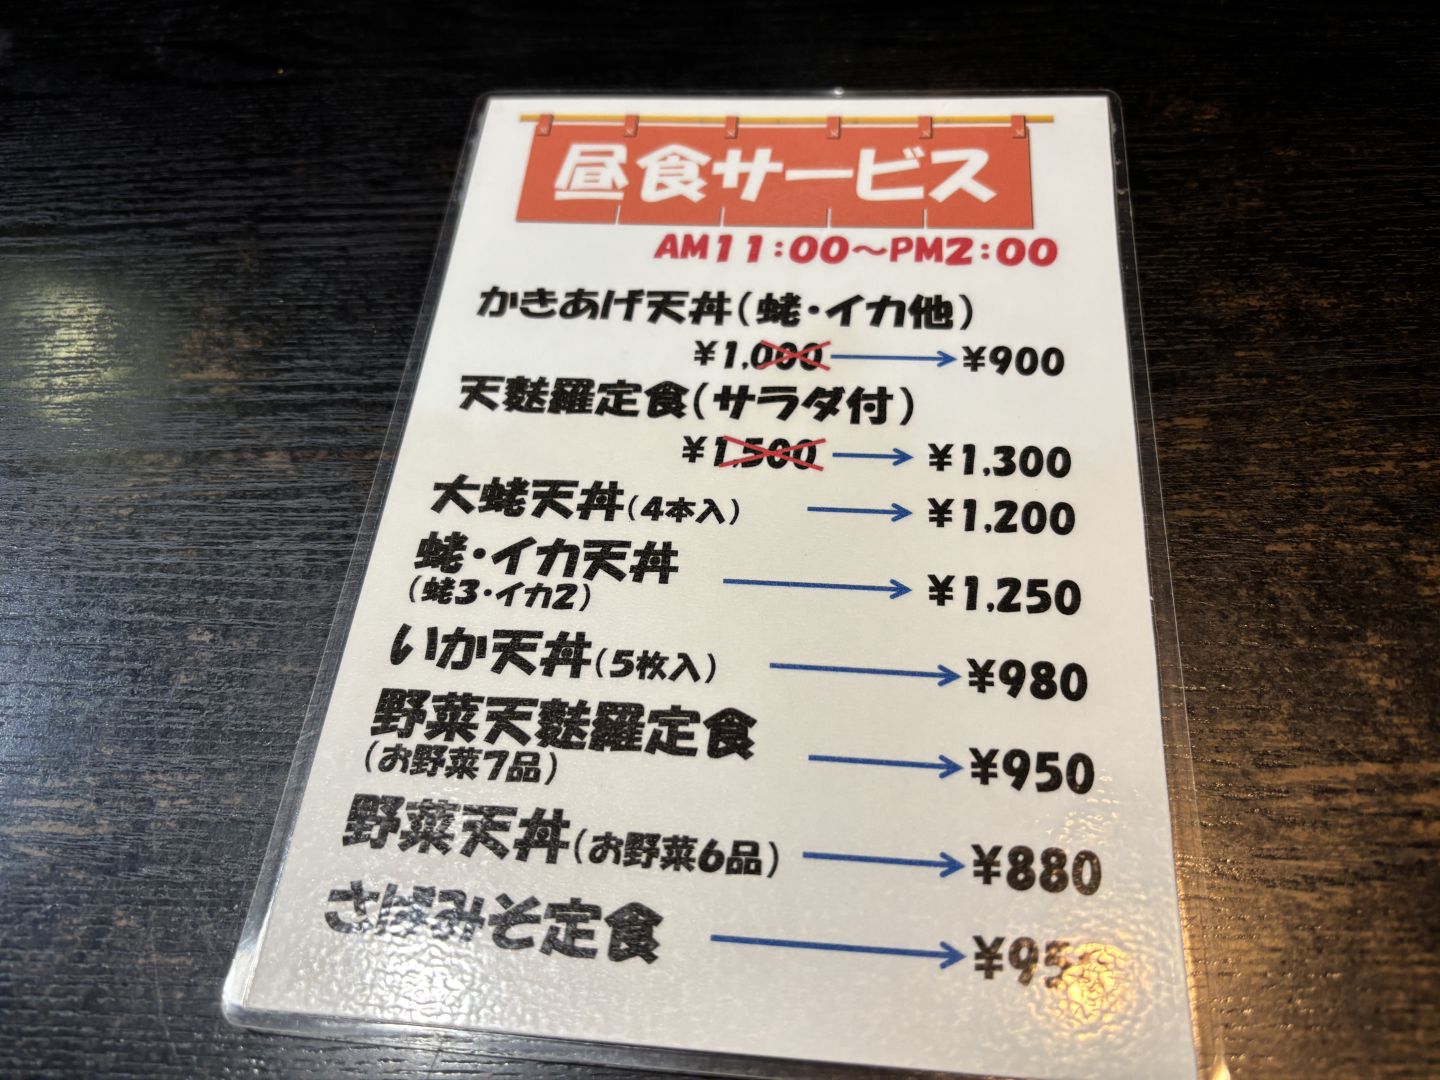 昼食サービス
AM11:00～PM2:00
かきあげ天丼(蛯・イカ他)
¥1,000 → ¥900
天麩羅定食(サラダ付)
¥1,500 → ¥1,300
大蛯天丼(4本入) → ¥1,200
蛯・イカ天丼 → ¥1,250
(蛯3・イカ2)
いか天丼(5枚入) → ¥980
野菜天麩羅定食 → ¥950
(お野菜7品)
野菜天丼(お野菜6品) → ¥880
さばみそ定食 →